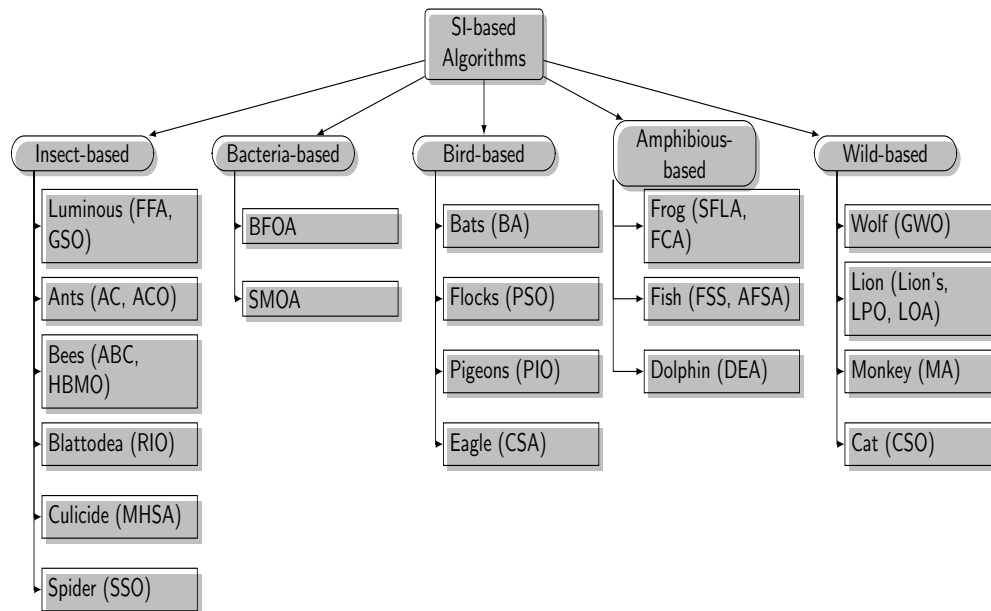 SI-based
Algorithms
Insect-based
Bacteria-based
Bird-based
Amphibious-
based
Wild-based
Luminous (FFA,
GSO)
Ants (AC, ACO)
Bees (ABC,
HBMO)
Blattodea (RIO)
Culicide (MHSA)
Spider (SSO)
BFOA
SMOA
Bats (BA)
Flocks (PSO)
Pigeons (PIO)
Eagle (CSA)
Frog (SFLA,
FCA)
Fish (FSS, AFSA)
Dolphin (DEA)
Wolf (GWO)
Lion (Lion's,
LPO, LOA)
Monkey (MA)
Cat (CSO)